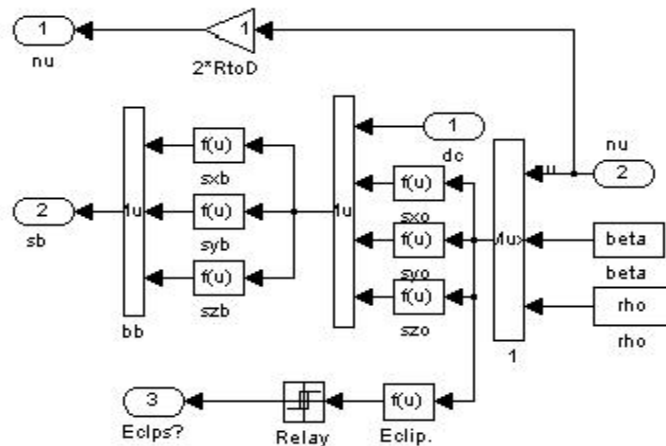 1
1
nu
2*RtoD
1
nu
dc
2
f(u)
sxb
f(u)
sxo
beta
beta
2
sb
f(u)
syb
f(u)
syo
f(u)
szb
f(u)
szo
rho
rho
bb
1
3
Eclps?
Relay
f(u)
Eclip.